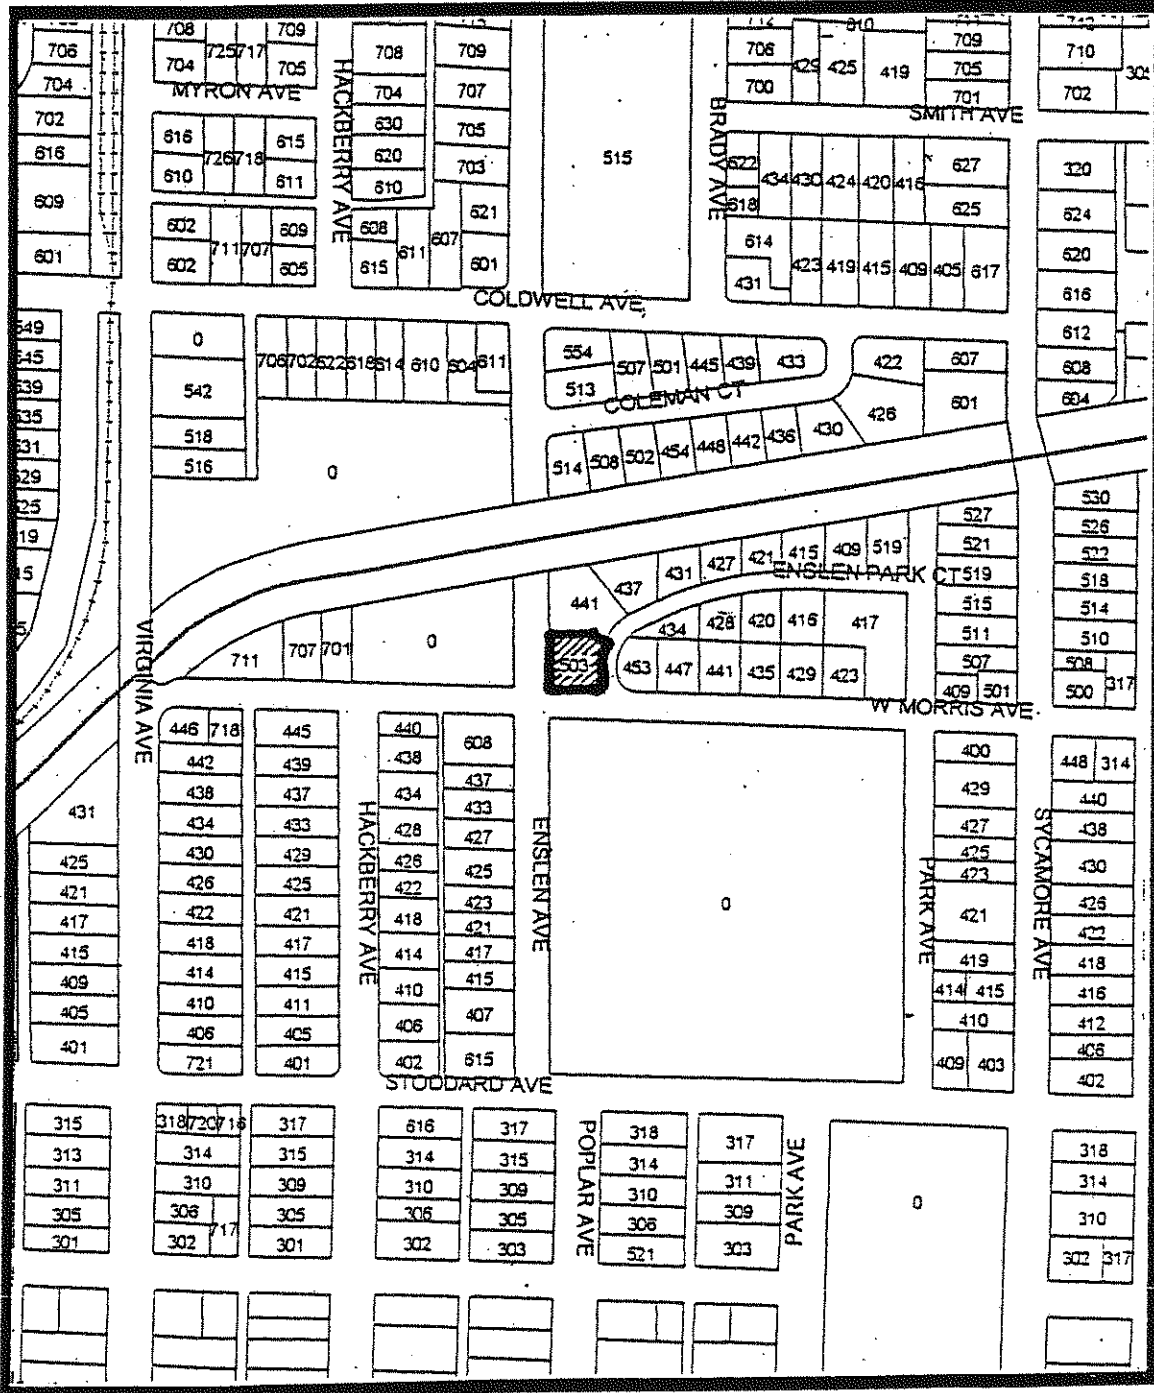 708 709
706 725 717 708 709 706 425 419 709 710
704 704 705 429 705
MYRON AVE HACKBERRY AVE 704 707 700 701 702
702 630 705 BRADY AVE SMITH AVE
616 616 726 718 615 620 703 515 622 434 430 424 420 416 627 320
610 611 610 618 625
609 602 711 707 609 608 611 607 621 614 423 419 415 409 405 617 624
601 602 605 615 601 431 620
COLDWELL AVE 616
549 0 706 702 622 618 614 610 604 611 554 507 501 445 439 433 422 607 612
545 542 513 608
539 COLEMAN CT 426 601 604
535 518 514 508 502 454 448 442 436 430
531 516 0
529 530
525 527 526
19 521 522
15 441 437 431 427 421 415 409 519 ENSLEN PARK CT 519 518
434 428 420 416 417 515 514
511 510
VIRGINIA AVE 711 707 701 0 503 453 447 441 435 429 423 507 508
409 501 500 317
W MORRIS AVE
446 718 445 440 608 400 448 314
442 439 438 437 429 440
438 437 434 433 SYCAMORE AVE
431 434 433 HACKBERRY AVE 428 427 ENSLEN AVE 427 438
425 430 429 426 425 425 430
421 426 425 422 423 PARK AVE 423 426
417 422 421 418 421 0 421 422
415 418 417 414 417 419 418
409 414 415 410 415 414 415 416
405 410 411 406 407 410 412
401 406 405 402 615 409 403 406
721 401 402
STODDARD AVE
315 318 720 716 317 616 317 POPLAR AVE 318 317 PARK AVE 318
313 314 315 314 315 314 311 314
311 310 309 310 309 310 309 0 310
305 306 717 305 306 305 306
301 302 301 302 303 521 303 302 317